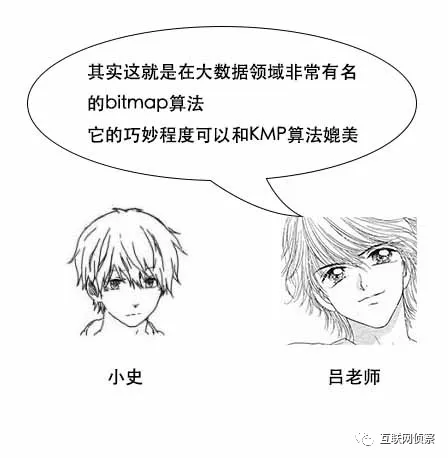 其实这就是在大数据领域非常有名
的bitmap算法
它的巧妙程度可以和KMP算法媲美
小史
吕老师
互联网侦察